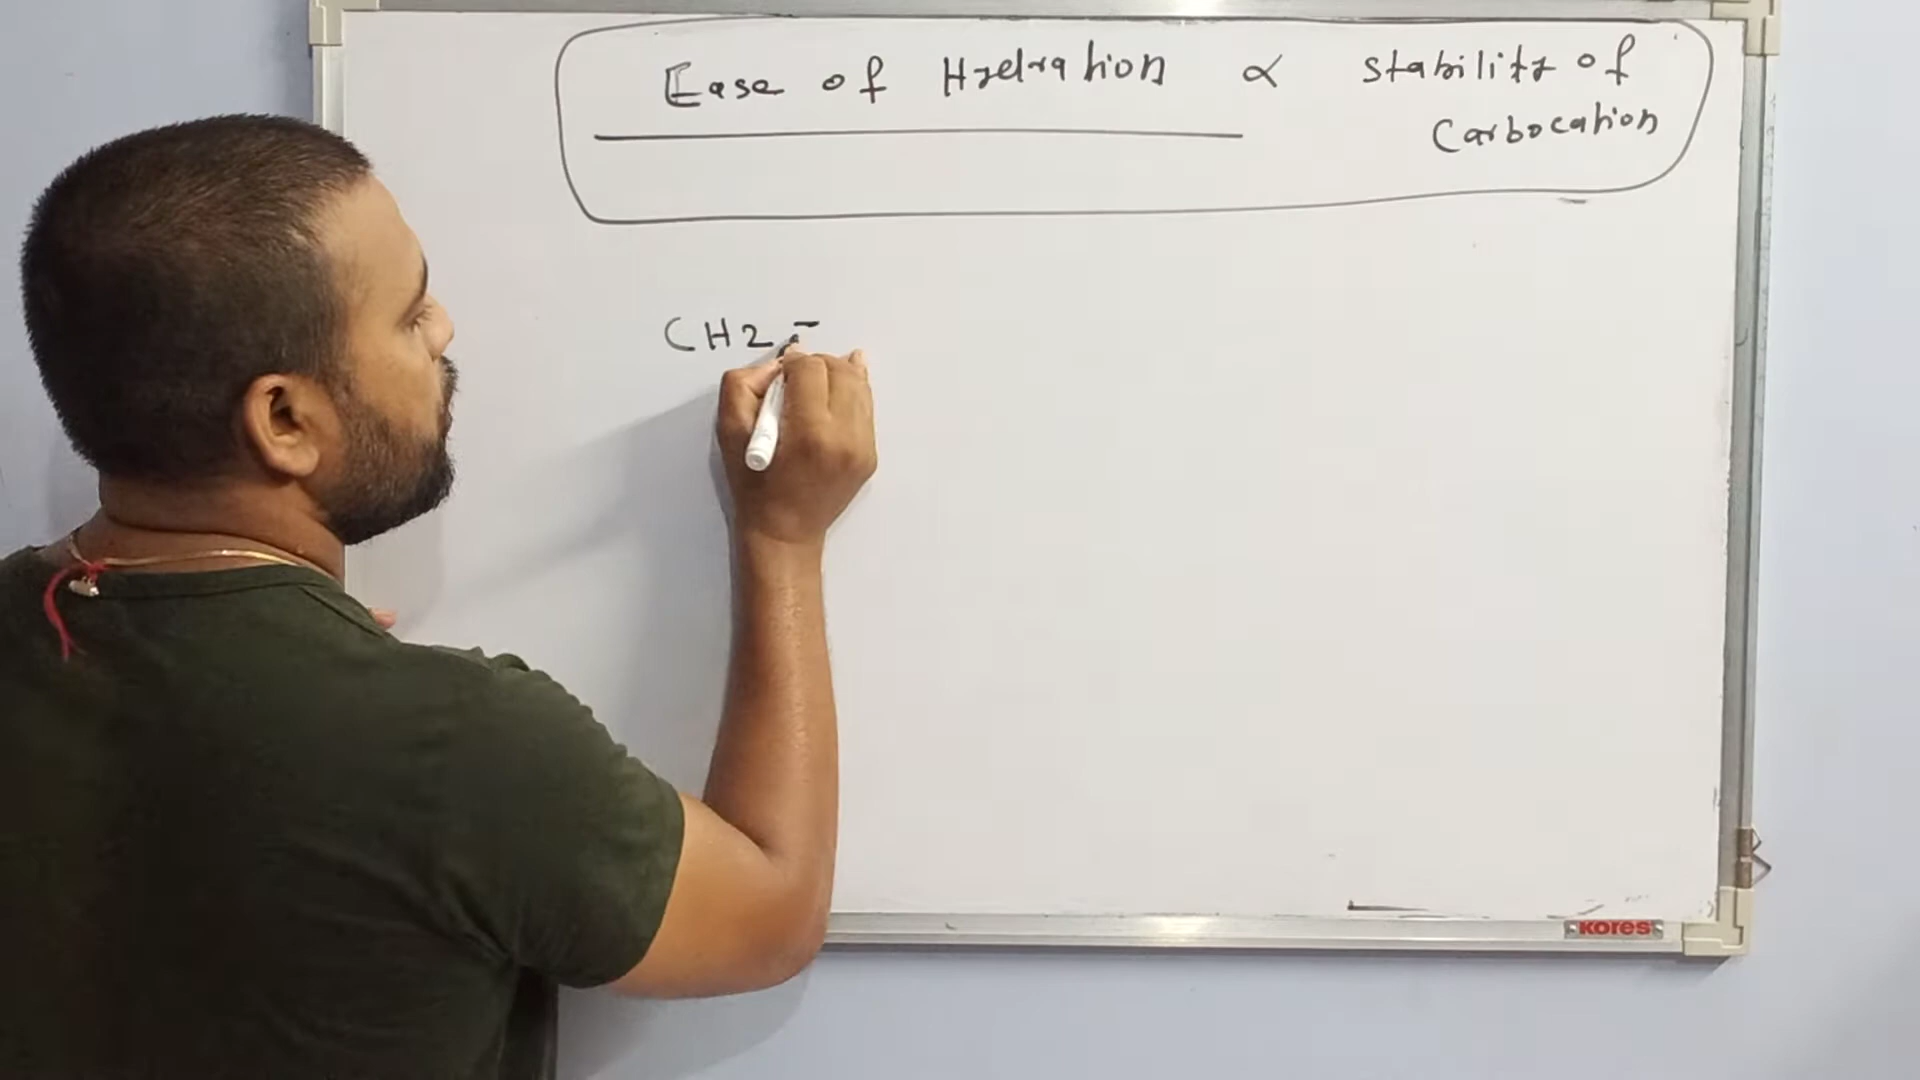 Ease of Hydration ∝ stability of
Carbocation
CH2
KORES